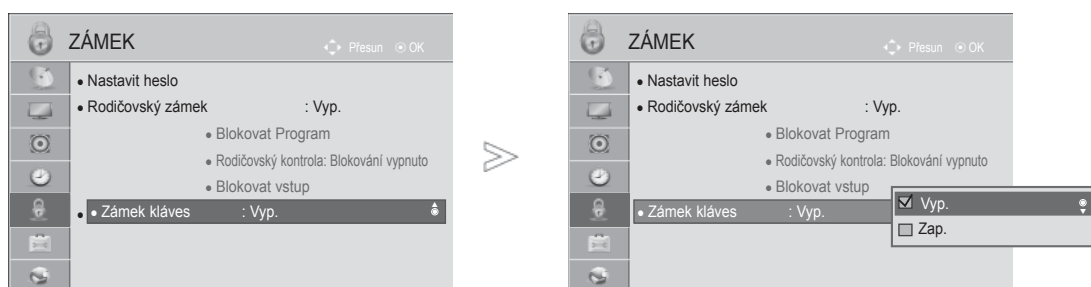 ZÁMEK
Přesun OK
• Nastavit heslo
• Rodičovský zámek : Vyp.
• Blokovat Program
• Rodičovský kontrola: Blokování vypnuto
• Blokovat vstup
• • Zámek kláves : Vyp.
ZÁMEK
Přesun OK
• Nastavit heslo
• Rodičovský zámek : Vyp.
• Blokovat Program
• Rodičovský kontrola: Blokování vypnuto
• Blokovat vstup
• Zámek kláves : Vyp.
Vyp.
Zap.